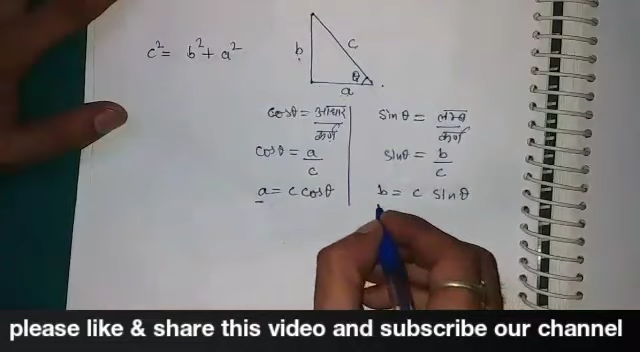 c² = b² + a²
b
c
θ
a
cosθ = आधार / कर्ण
sinθ = लम्ब / कर्ण
cosθ = a / c
sinθ = b / c
a = c cosθ
b = c sinθ
please like & share this video and subscribe our channel